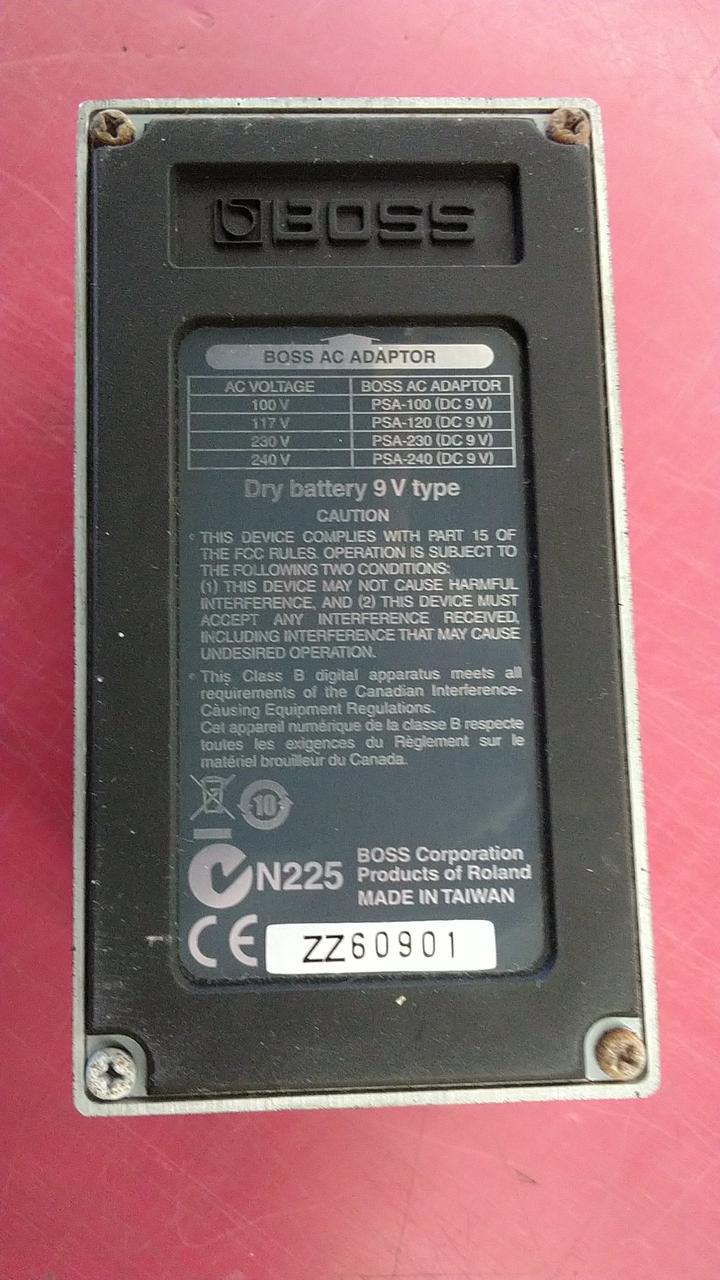 BOSS
BOSS AC ADAPTOR
AC VOLTAGE BOSS AC ADAPTOR
100 V PSA-100 (DC 9 V)
117 V PSA-120 (DC 9 V)
230 V PSA-230 (DC 9 V)
240 V PSA-240 (DC 9 V)
Dry battery 9 V type
CAUTION
° THIS DEVICE COMPLIES WITH PART 15 OF
THE FCC RULES. OPERATION IS SUBJECT TO
THE FOLLOWING TWO CONDITIONS:
(1) THIS DEVICE MAY NOT CAUSE HARMFUL
INTERFERENCE, AND (2) THIS DEVICE MUST
ACCEPT ANY INTERFERENCE RECEIVED,
INCLUDING INTERFERENCE THAT MAY CAUSE
UNDESIRED OPERATION.
° This Class B digital apparatus meets all
requirements of the Canadian Interference-
Causing Equipment Regulations.
Cet appareil numérique de la classe B respecte
toutes les exigences du Règlement sur le
matériel brouilleur du Canada.
10
N225
BOSS Corporation
Products of Roland
MADE IN TAIWAN
CE
ZZ60901